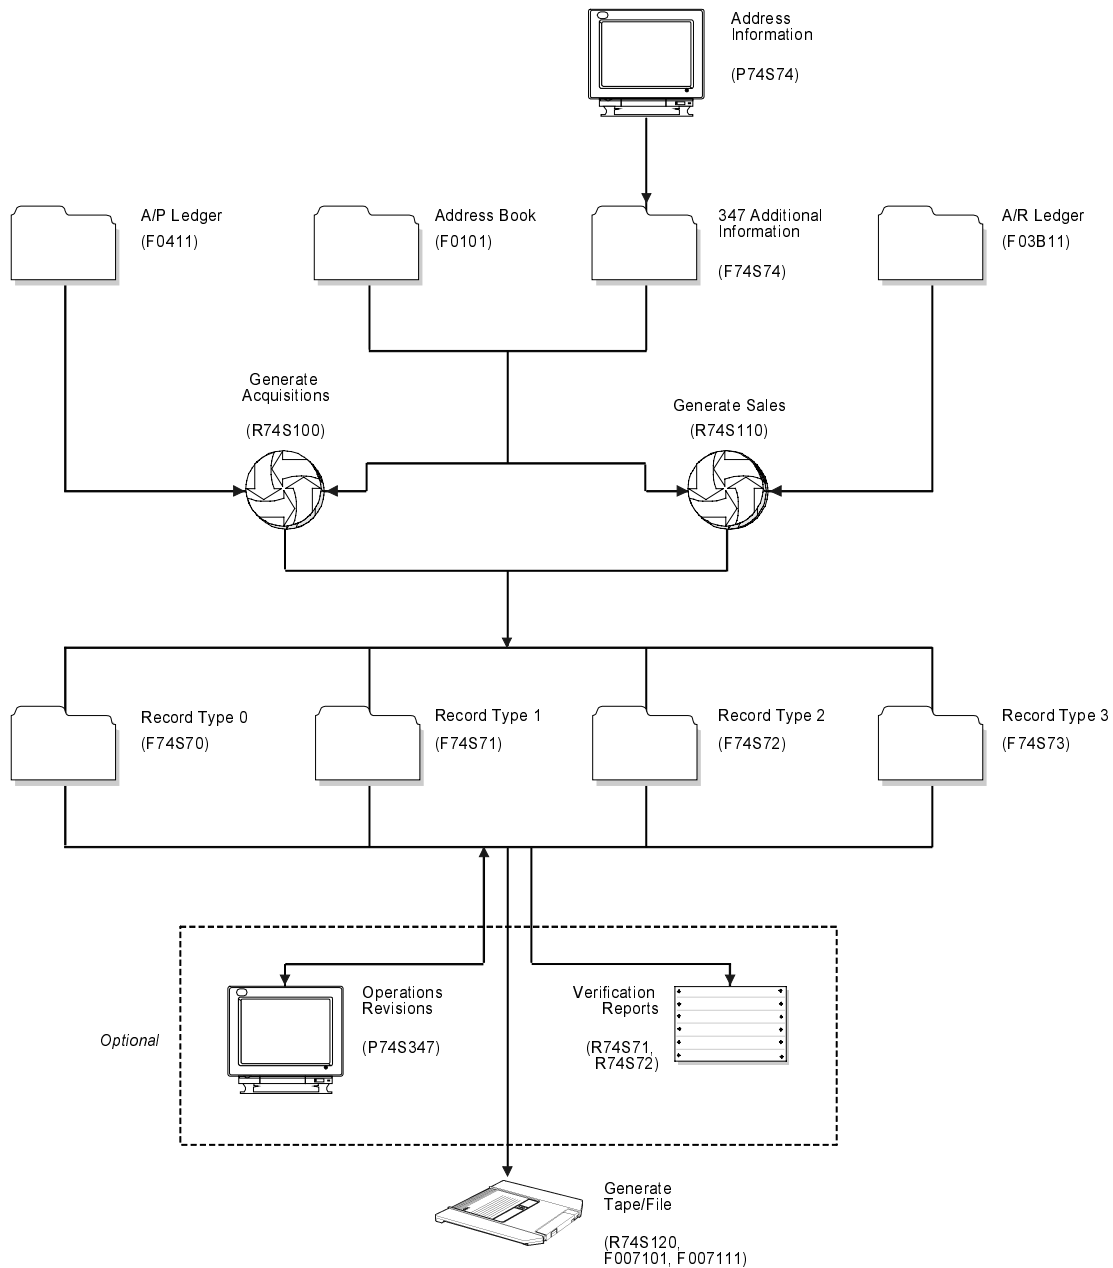 Address
Information
(P74S74)
A/P Ledger
(F0411)
Address Book
(F0101)
347 Additional
Information
(F74S74)
A/R Ledger
(F03B11)
Generate
Acquisitions
(R74S100)
Generate Sales
(R74S110)
Record Type 0
(F74S70)
Record Type 1
(F74S71)
Record Type 2
(F74S72)
Record Type 3
(F74S73)
Optional
Operations
Revisions
(P74S347)
Verification
Reports
(R74S71,
R74S72)
Generate
Tape/File
(R74S120,
F007101, F007111)